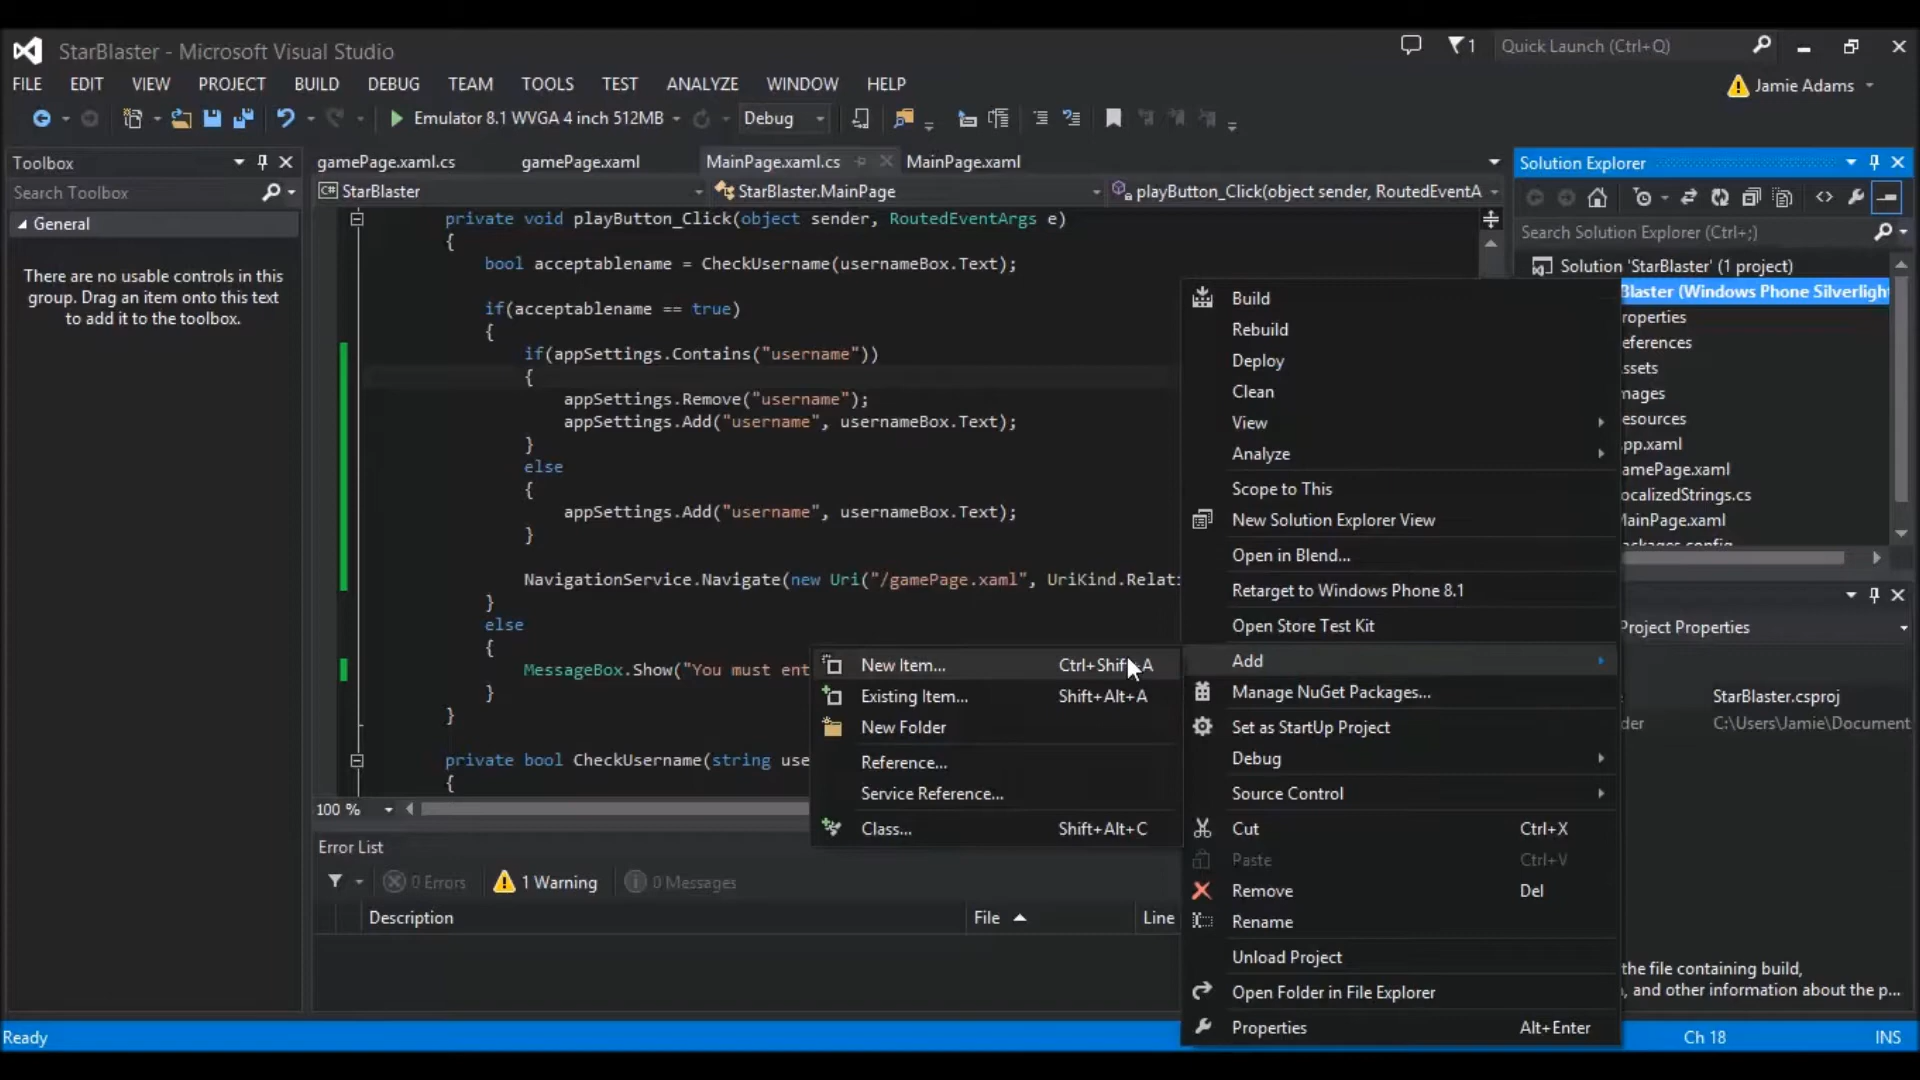 StarBlaster - Microsoft Visual Studio
1
Quick Launch (Ctrl+Q)
FILE EDIT VIEW PROJECT BUILD DEBUG TEAM TOOLS TEST ANALYZE WINDOW HELP
Jamie Adams
Emulator 8.1 WVGA 4 inch 512MB
Debug
Toolbox
Search Toolbox
General
There are no usable controls in this
group. Drag an item onto this text
to add it to the toolbox.
gamePage.xaml.cs gamePage.xaml MainPage.xaml.cs MainPage.xaml
C# StarBlaster
StarBlaster.MainPage
playButton_Click(object sender, RoutedEventA
private void playButton_Click(object sender, RoutedEventArgs e)
{
bool acceptablename = CheckUsername(usernameBox.Text);
if(acceptablename == true)
{
if(appSettings.Contains("username"))
{
appSettings.Remove("username");
appSettings.Add("username", usernameBox.Text);
}
else
{
appSettings.Add("username", usernameBox.Text);
}
NavigationService.Navigate(new Uri("/gamePage.xaml", UriKind.Relati
}
else
{
MessageBox.Show("You must ent
}
}
private bool CheckUsername(string use
{
100 %
Error List
0 Errors
1 Warning
0 Messages
Description
File
Line
New Item... Ctrl+Shift+A
Existing Item... Shift+Alt+A
New Folder
Reference...
Service Reference...
Class... Shift+Alt+C
Build
Rebuild
Deploy
Clean
View
Analyze
Scope to This
New Solution Explorer View
Open in Blend...
Retarget to Windows Phone 8.1
Open Store Test Kit
Add
Manage NuGet Packages...
Set as StartUp Project
Debug
Source Control
Cut Ctrl+X
Paste Ctrl+V
Remove Del
Rename
Unload Project
Open Folder in File Explorer
Properties Alt+Enter
Solution Explorer
Search Solution Explorer (Ctrl+;)
Solution 'StarBlaster' (1 project)
Blaster (Windows Phone Silverligh
roperties
eferences
ssets
mages
esources
pp.xaml
amePage.xaml
ocalizedStrings.cs
MainPage.xaml
ackages.config
Project Properties
StarBlaster.csproj
der C:\Users\Jamie\Document
the file containing build,
, and other information about the p...
Ready
Ch 18
INS